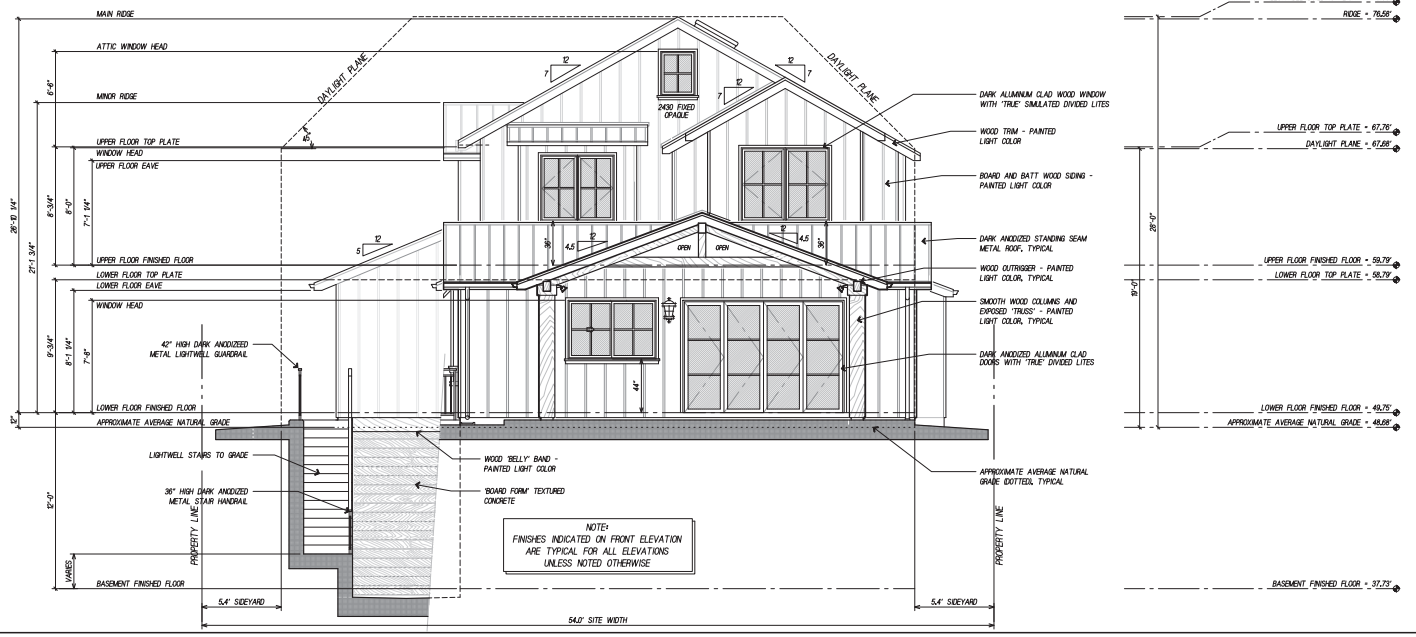 MAIN RIDGE
RIDGE = 76.58'
ATTIC WINDOW HEAD
DAYLIGHT PLANE
DAYLIGHT PLANE
12
7
12
7
12
7
2430 FIXED
OPAQUE
6'-6"
MINOR RIDGE
45°
DARK ALUMINUM CLAD WOOD WINDOW
WITH 'TRUE' SIMULATED DIVIDED LITES
WOOD TRIM - PAINTED
LIGHT COLOR
UPPER FLOOR TOP PLATE
UPPER FLOOR TOP PLATE = 67.76'
DAYLIGHT PLANE = 67.68'
WINDOW HEAD
UPPER FLOOR EAVE
BOARD AND BATT WOOD SIDING -
PAINTED LIGHT COLOR
26'-10 1/4"
21'-1 3/4"
8'-3/4"
8'-0"
7'-1 1/4"
28'-0"
19'-0"
12
5
36"
12
4.5
OPEN
OPEN
12
4.5
36"
DARK ANODIZED STANDING SEAM
METAL ROOF, TYPICAL
UPPER FLOOR FINISHED FLOOR
UPPER FLOOR FINISHED FLOOR = 59.79'
LOWER FLOOR TOP PLATE
LOWER FLOOR TOP PLATE = 58.79'
LOWER FLOOR EAVE
WOOD OUTRIGGER - PAINTED
LIGHT COLOR, TYPICAL
WINDOW HEAD
SMOOTH WOOD COLUMNS AND
EXPOSED 'TRUSS' - PAINTED
LIGHT COLOR, TYPICAL
9'-3/4"
8'-1 1/4"
7'-8"
42" HIGH DARK ANODIZEED
METAL LIGHTWELL GUARDRAIL
DARK ANODIZED ALUMINUM CLAD
DOORS WITH 'TRUE' DIVIDED LITES
44"
LOWER FLOOR FINISHED FLOOR
LOWER FLOOR FINISHED FLOOR = 49.75'
12"
APPROXIMATE AVERAGE NATURAL GRADE
APPROXIMATE AVERAGE NATURAL GRADE = 48.68'
LIGHTWELL STAIRS TO GRADE
WOOD 'BELLY' BAND -
PAINTED LIGHT COLOR
APPROXIMATE AVERAGE NATURAL
GRADE (DOTTED), TYPICAL
36" HIGH DARK ANODIZED
METAL STAIR HANDRAIL
'BOARD FORM' TEXTURED
CONCRETE
12'-0"
PROPERTY LINE
PROPERTY LINE
NOTE:
FINISHES INDICATED ON FRONT ELEVATION
ARE TYPICAL FOR ALL ELEVATIONS
UNLESS NOTED OTHERWISE
VARIES
BASEMENT FINISHED FLOOR
BASEMENT FINISHED FLOOR = 37.73'
5.4' SIDEYARD
5.4' SIDEYARD
54.0' SITE WIDTH